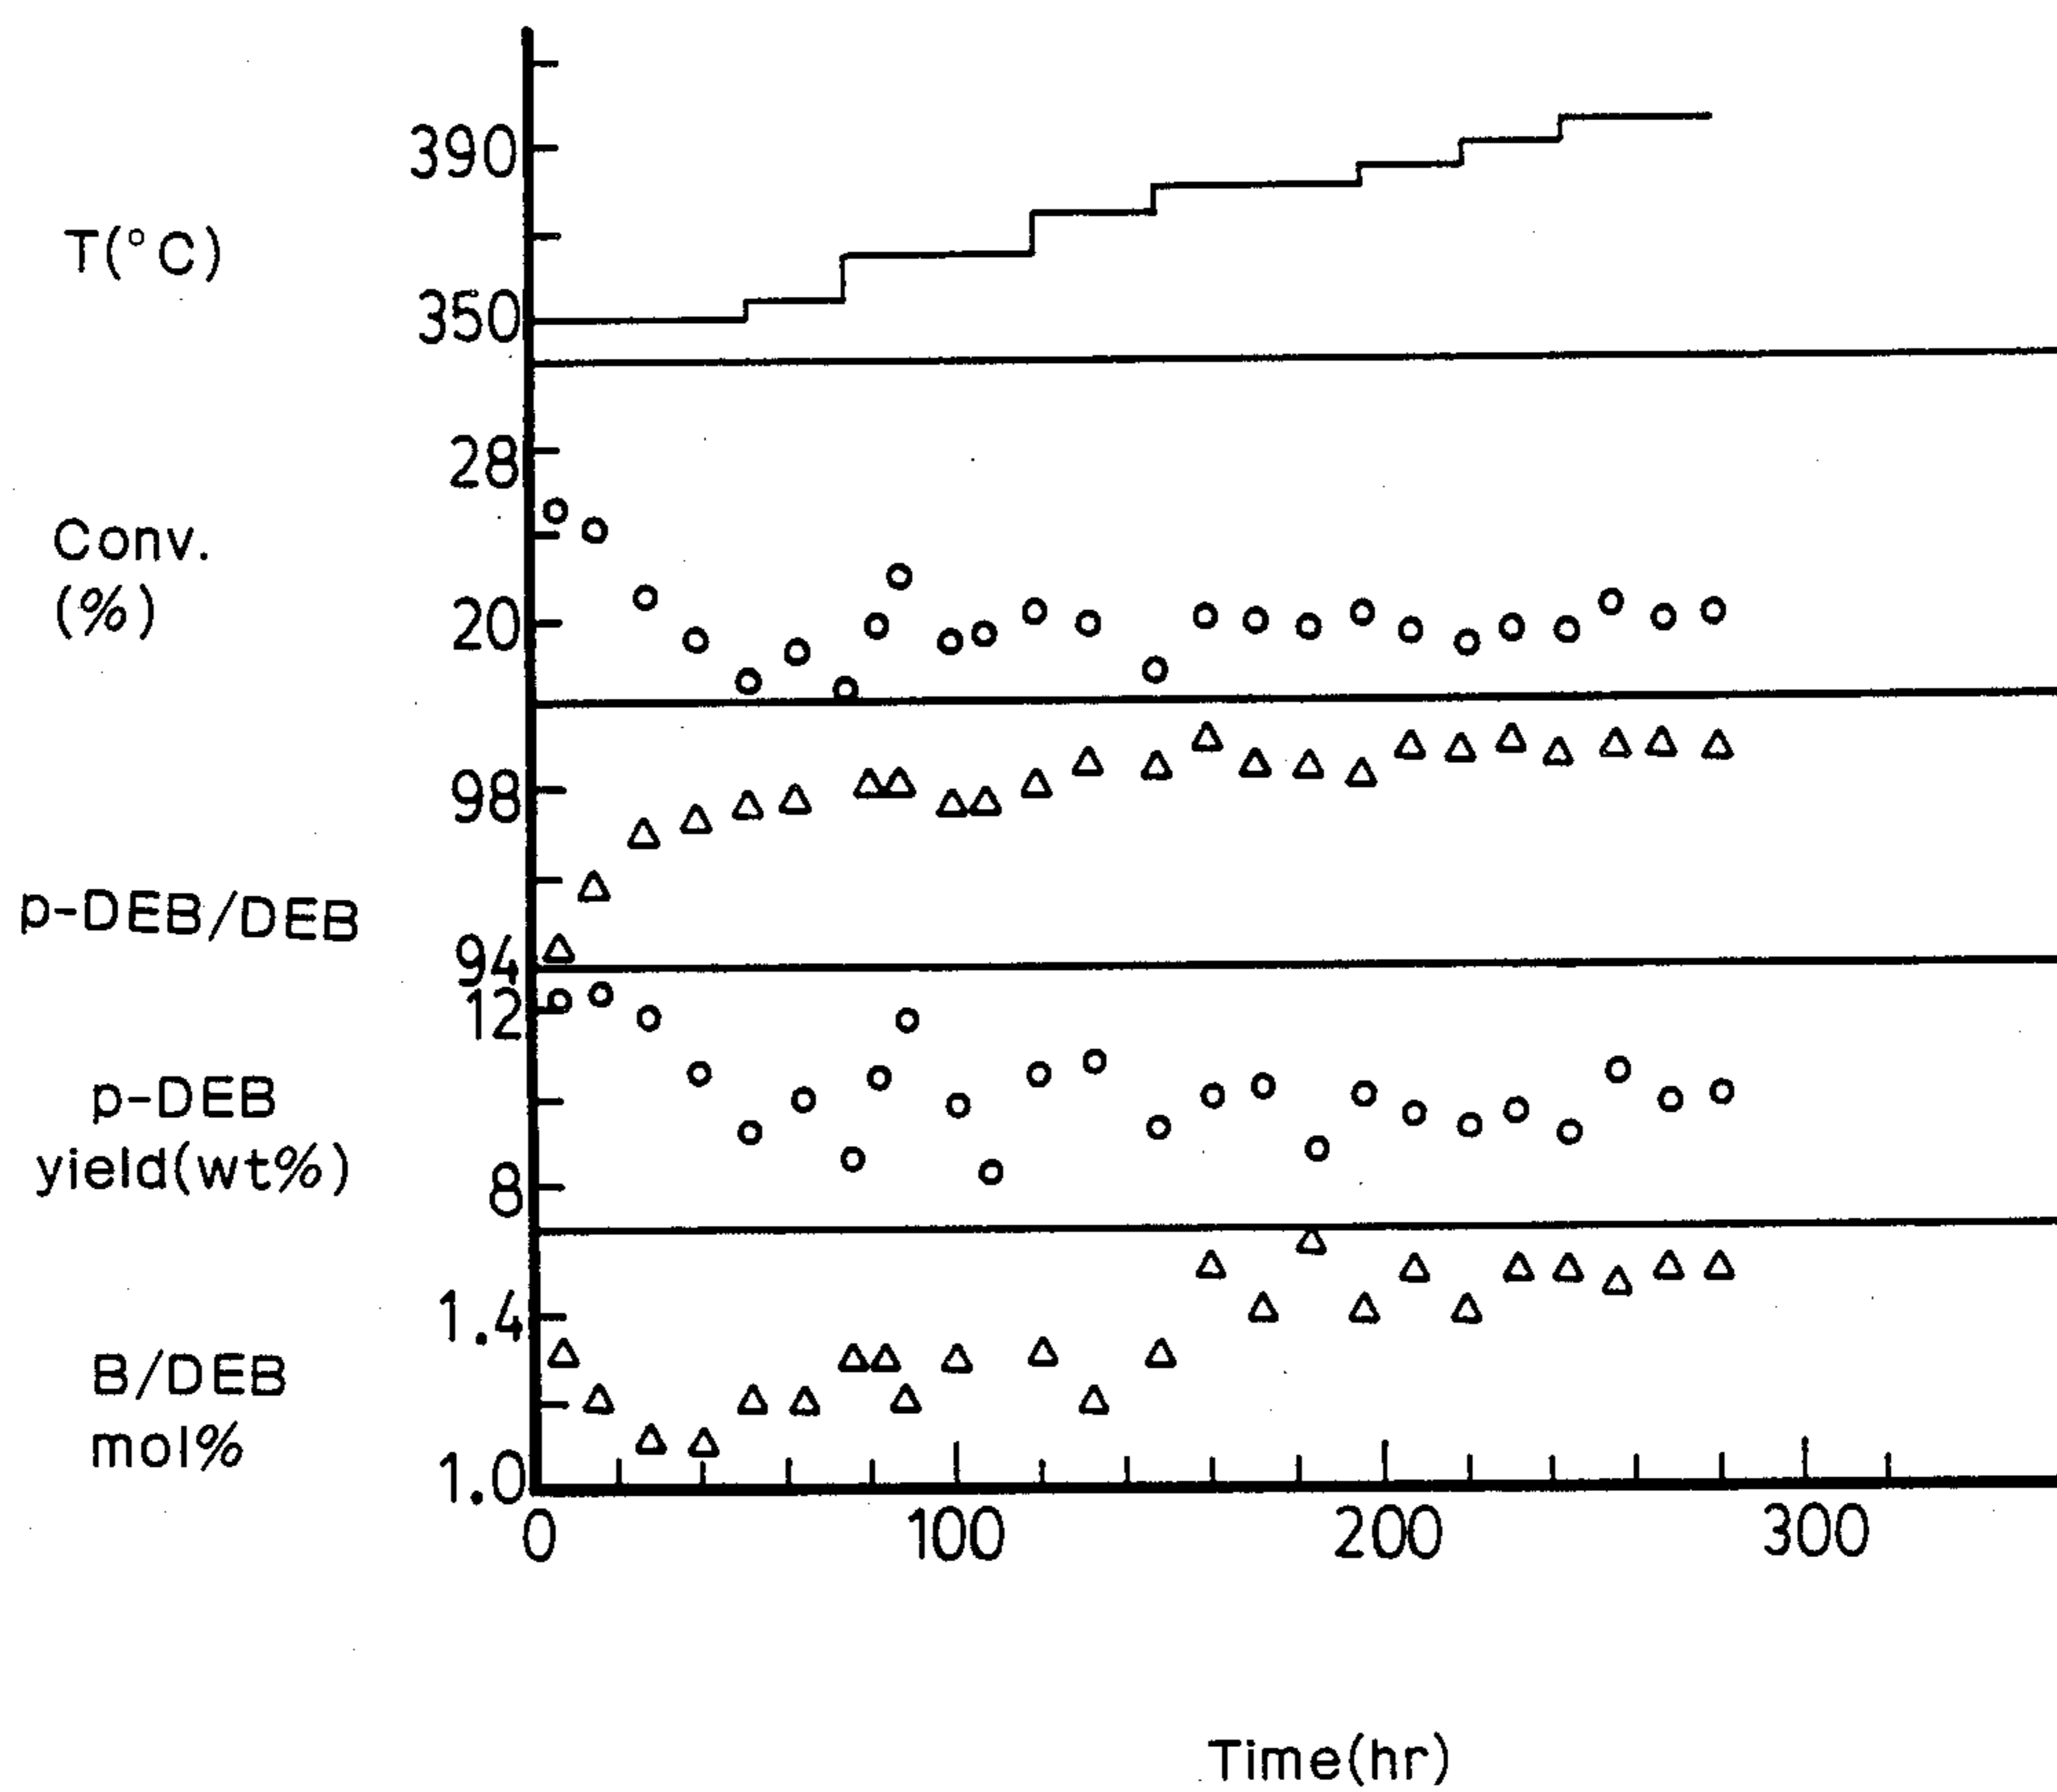 390
T(°C)
350
28
Conv.
(%)
20
98
p-DEB/DEB
94
12
p-DEB
yield(wt%)
8
1.4
B/DEB
mol%
1.0
0 100 200 300
Time(hr)